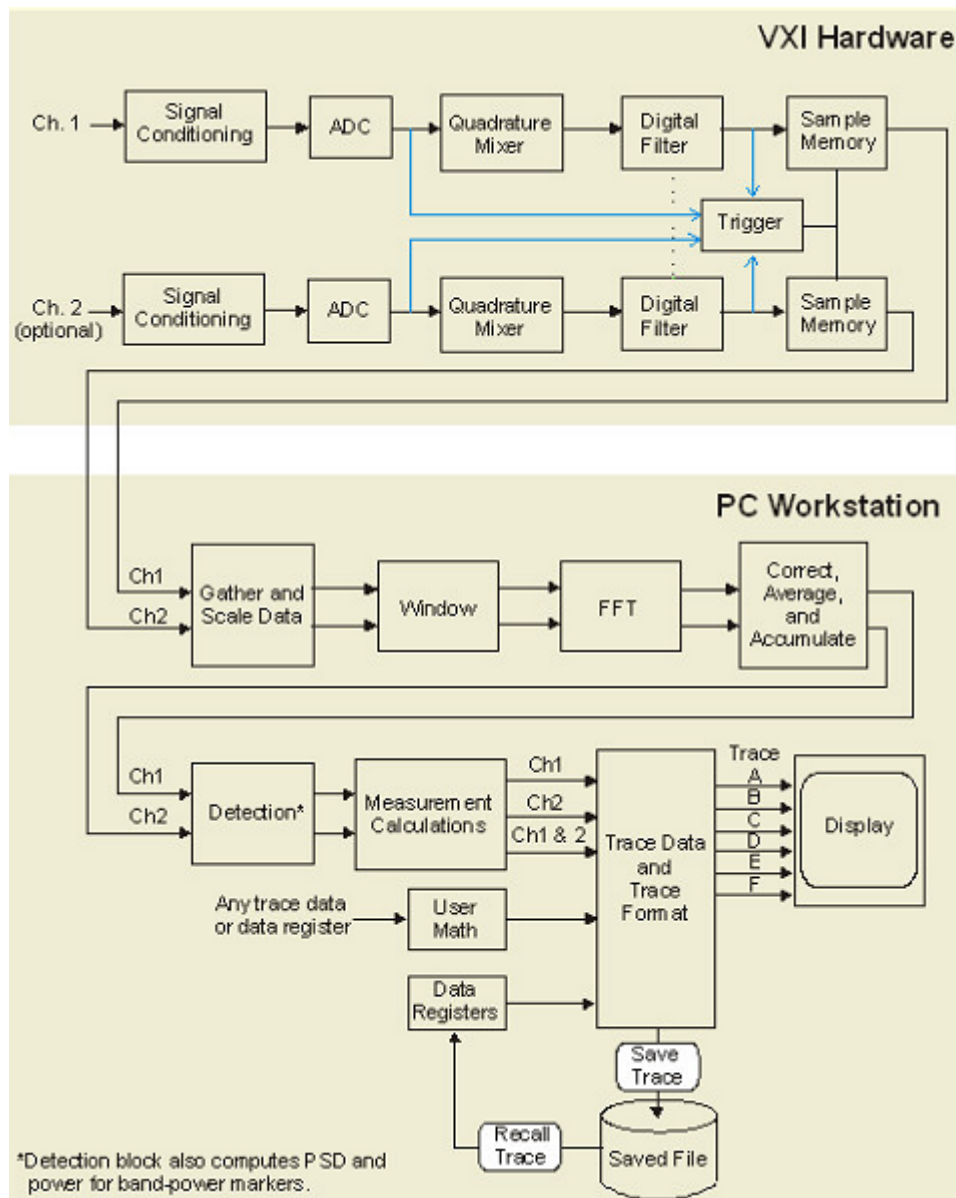 VXI Hardware
Ch. 1
Signal
Conditioning
ADC
Quadrature
Mixer
Digital
Filter
Sample
Memory
Trigger
Ch. 2
(optional)
Signal
Conditioning
ADC
Quadrature
Mixer
Digital
Filter
Sample
Memory
PC Workstation
Ch1
Ch2
Gather and
Scale Data
Window
FFT
Correct,
Average,
and
Accumulate
Ch1
Ch2
Detection*
Measurement
Calculations
Ch1
Ch2
Ch1 & 2
Trace Data
and
Trace
Format
Trace
A
B
C
D
E
F
Display
Any trace data
or data register
User
Math
Data
Registers
Save
Trace
Recall
Trace
Saved File
*Detection block also computes PSD and
power for band-power markers.